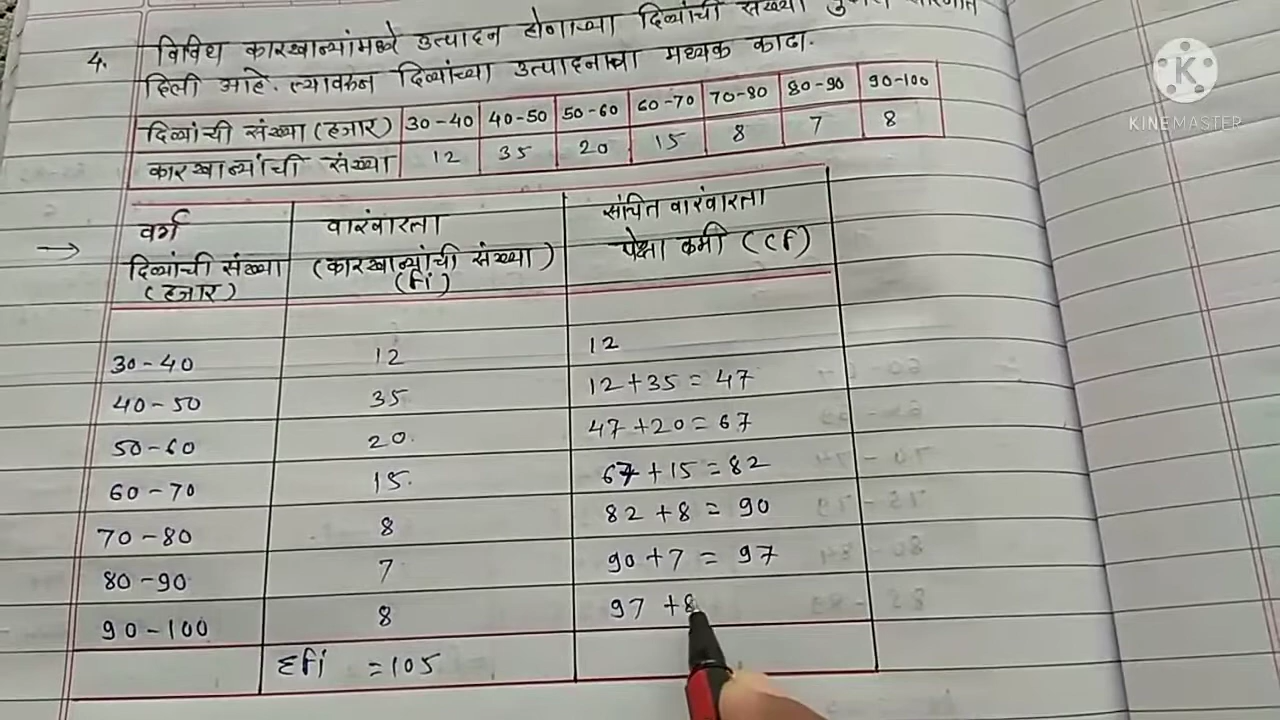 4. विविध कारखान्यांमध्ये उत्पादन होणाऱ्या दिव्यांची संख्या
दिली आहे. त्यावरून दिव्यांच्या उत्पादनाचा मध्यक काढा.
दिव्यांची संख्या (हजार) 30-40 40-50 50-60 60-70 70-80 80-90 90-100
कारखान्यांची संख्या 12 35 20 15 8 7 8
→ वर्ग वारंवारता संचित वारंवारता
दिव्यांची संख्या (कारखान्यांची संख्या) पेक्षा कमी (cf)
(हजार) (fi)
30-40 12 12
40-50 35 12+35=47
50-60 20. 47+20=67
60-70 15. 67+15=82
70-80 8 82+8=90
80-90 7 90+7=97
90-100 8 97+8
Σfi =105
K
KINEMASTER